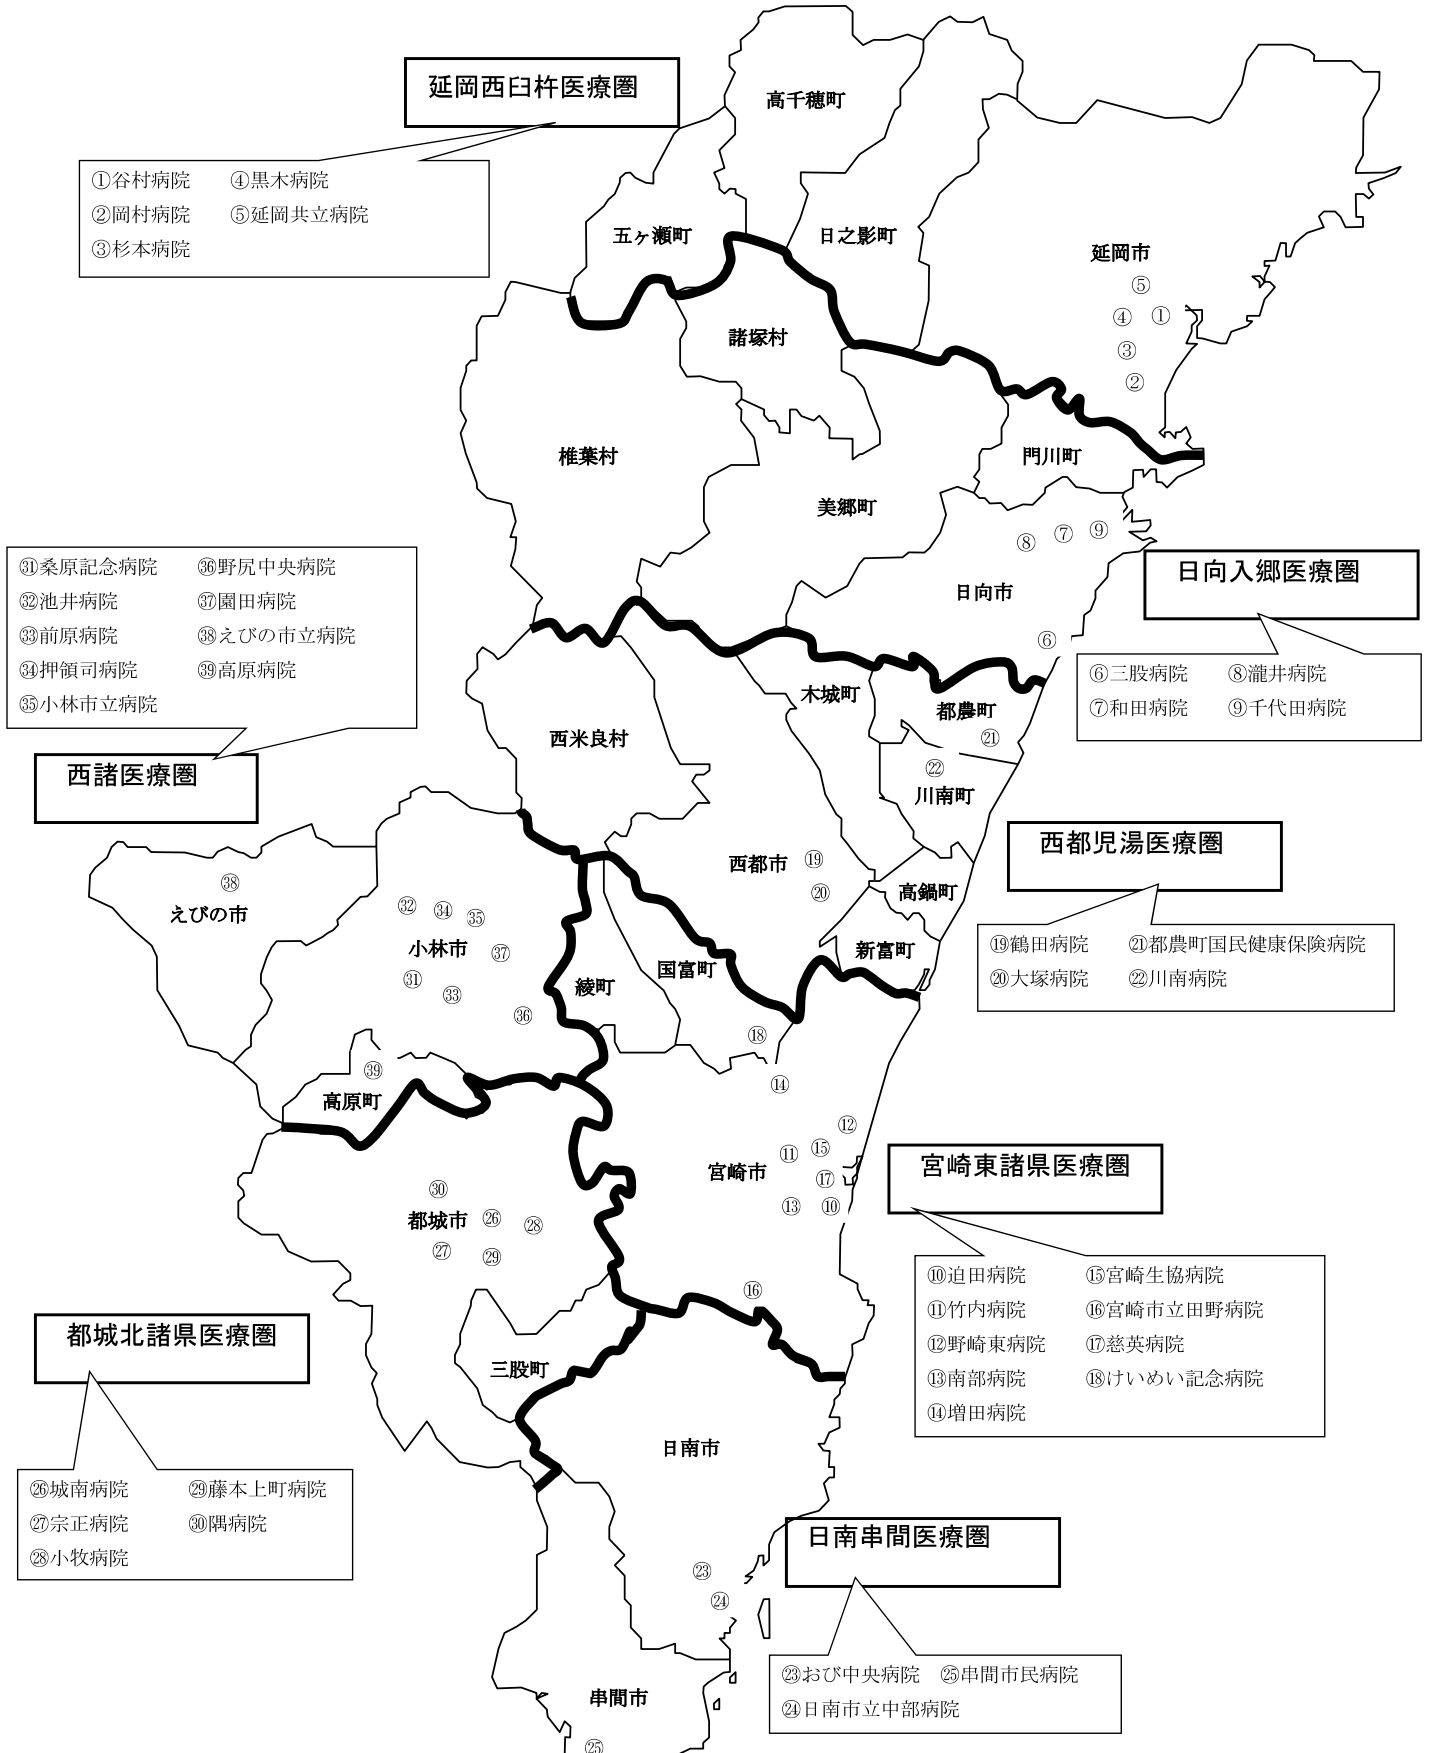 延岡西臼杵医療圏
①谷村病院 ④黒木病院
②岡村病院 ⑤延岡共立病院
③杉本病院
高千穂町
五ヶ瀬町
日之影町
延岡市
⑤
④
①
③
②
諸塚村
椎葉村
門川町
美郷町
⑧
⑦
⑨
日向市
⑥
日向入郷医療圏
⑥三股病院 ⑧瀧井病院
⑦和田病院 ⑨千代田病院
㉛桑原記念病院 ㊱野尻中央病院
㉜池井病院 ㊲園田病院
㉝前原病院 ㊳えびの市立病院
㉞押領司病院 ㊴高原病院
㉟小林市立病院
西諸医療圏
木城町
都農町
㉑
西米良村
㉒
川南町
西都市
⑲
⑳
高鍋町
新富町
西都児湯医療圏
⑲鶴田病院 ㉑都農町国民健康保険病院
⑳大塚病院 ㉒川南病院
㊳
えびの市
㉜
㉞
㉟
小林市
㊲
㉛
㉝
㊱
綾町
国富町
⑱
㊴
高原町
⑭
⑫
⑪
⑮
宮崎市
⑰
⑬
⑩
宮崎東諸県医療圏
⑩迫田病院 ⑮宮崎生協病院
⑪竹内病院 ⑯宮崎市立田野病院
⑫野崎東病院 ⑰慈英病院
⑬南部病院 ⑱けいめい記念病院
⑭増田病院
㉚
都城市
㉖
㉘
㉗
㉙
⑯
都城北諸県医療圏
三股町
㉖城南病院 ㉙藤本上町病院
㉗宗正病院 ㉚隅病院
㉘小牧病院
日南市
日南串間医療圏
㉓
㉔
㉓おび中央病院 ㉕串間市民病院
㉔日南市立中部病院
串間市
㉕